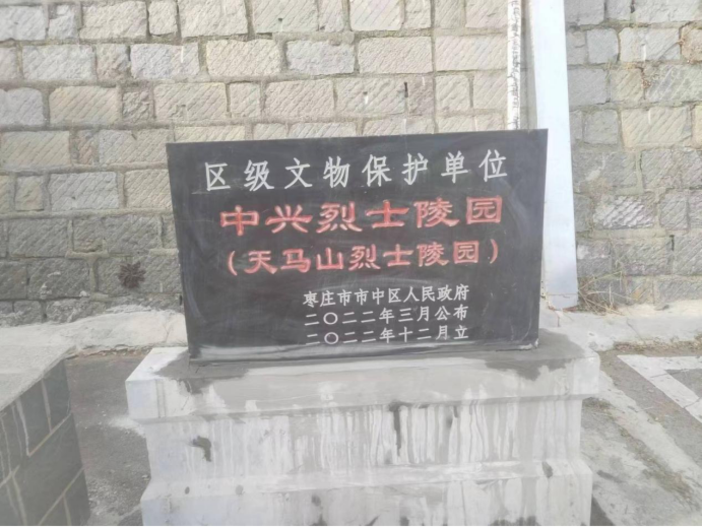 区级文物保护单位
中兴烈士陵园
（天马山烈士陵园）
枣庄市市中区人民政府
二〇二二年三月公布
二〇二二年十二月立